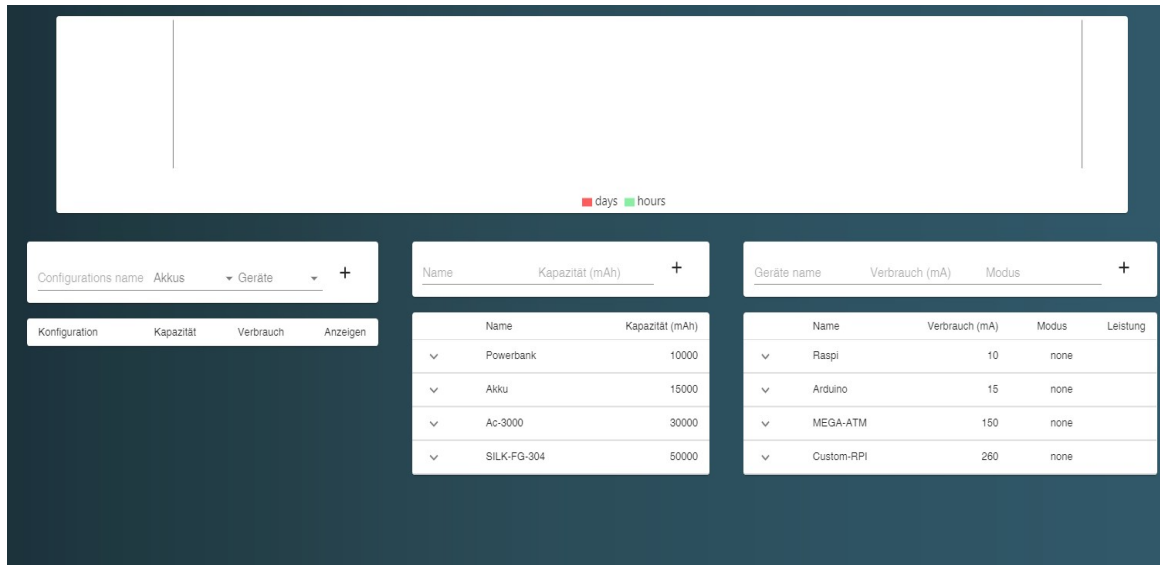 days hours
Configurations name Akkus Geräte +
Konfiguration Kapazität Verbrauch Anzeigen
Name Kapazität (mAh) +
Name Kapazität (mAh)
Powerbank 10000
Akku 15000
Ac-3000 30000
SILK-FG-304 50000
Geräte name Verbrauch (mA) Modus +
Name Verbrauch (mA) Modus Leistung
Raspi 10 none
Arduino 15 none
MEGA-ATM 150 none
Custom-RPI 260 none